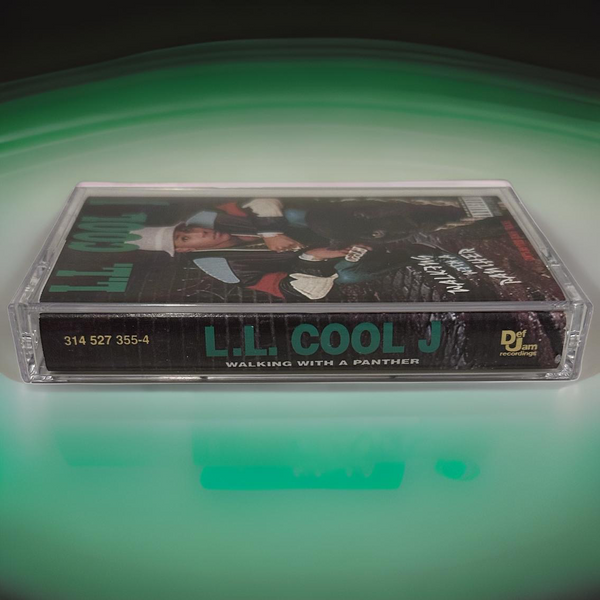 L.L. COOL J
WALKING
WITH A
PANTHER
314 527 355-4
L.L. COOL J
WALKING WITH A PANTHER
Def
Jam
recordings